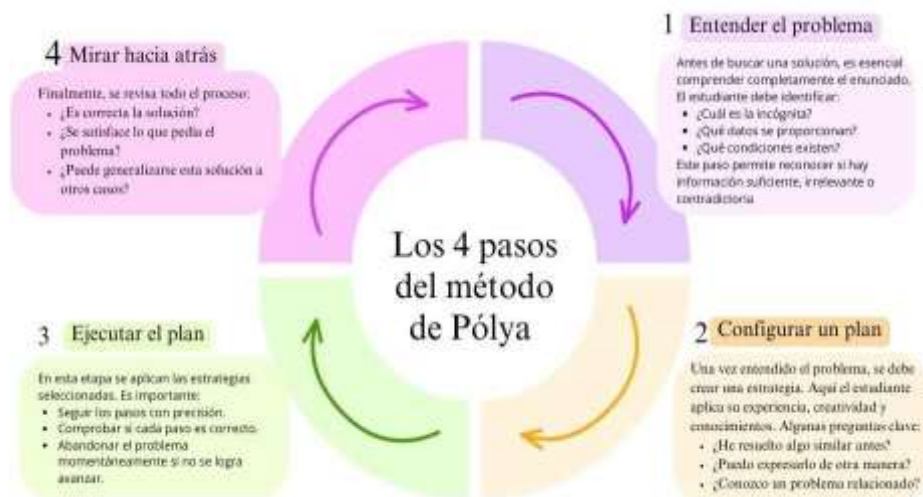 Los 4 pasos
del método
de Pólya
1 Entender el problema
Antes de buscar una solución, es esencial
comprender completamente el enunciado.
El estudiante debe identificar:
• ¿Cuál es la incógnita?
• ¿Qué datos se proporcionan?
• ¿Qué condiciones existen?
Este paso permite reconocer si hay
información suficiente, irrelevante o
contradictoria
2 Configurar un plan
Una vez entendido el problema, se debe
crear una estrategia. Aquí el estudiante
aplica su experiencia, creatividad y
conocimientos. Algunas preguntas clave:
• ¿He resuelto algo similar antes?
• ¿Puedo expresarlo de otra manera?
• ¿Conozco un problema relacionado?
3 Ejecutar el plan
En esta etapa se aplican las estrategias
seleccionadas. Es importante:
• Seguir los pasos con precisión.
• Comprobar si cada paso es correcto.
• Abandonar el problema
momentáneamente si no se logra
avanzar.
4 Mirar hacia atrás
Finalmente, se revisa todo el proceso:
• ¿Es correcta la solución?
• ¿Se satisface lo que pedía el
problema?
• ¿Puede generalizarse esta solución a
otros casos?